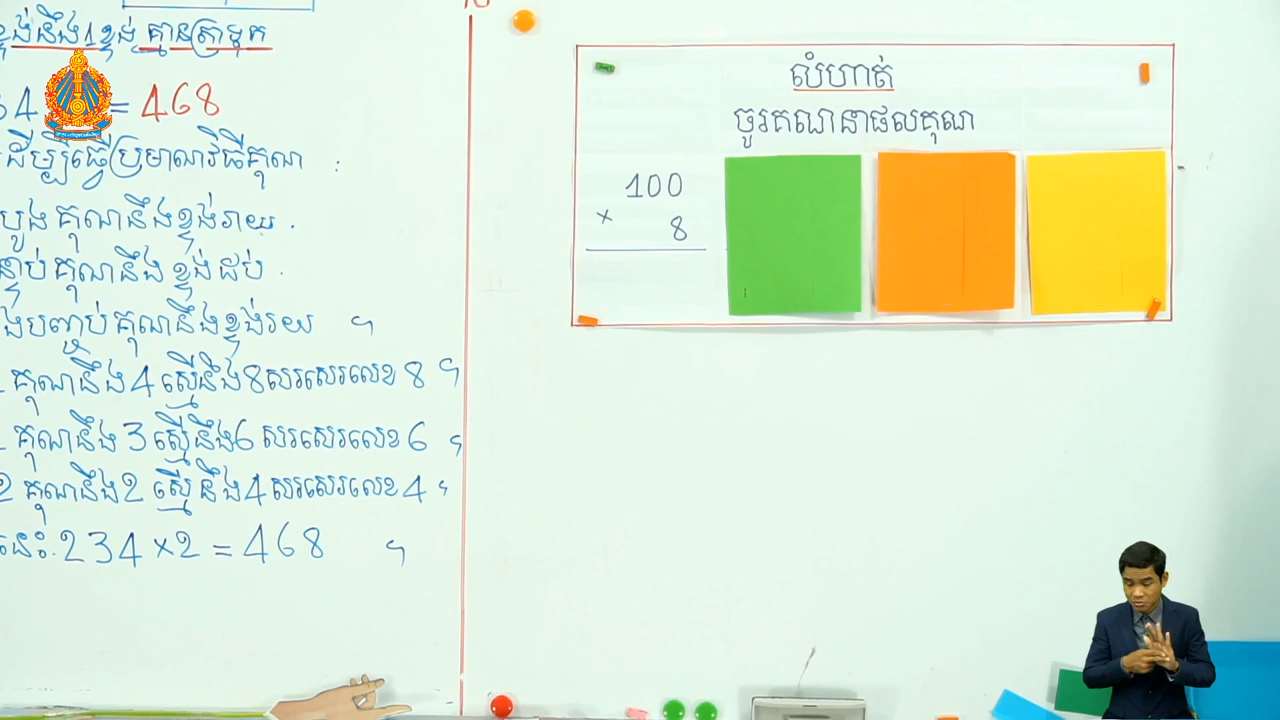 ខ្ទង់នឹង1ខ្ទង់ គ្មានត្រាទុក
34 = 468
ដើម្បីធ្វើប្រមាណវិធីគុណ :
បូង គុណនឹងខ្ទង់រាយ .
ន្ទាប់គុណនឹង ខ្ទង់ ដប់ .
ងបញ្ចប់គុណនឹងខ្ទង់រយ ។
គុណនឹង 4 ស្មើនឹង 8 សរសេរលេខ 8 ។
គុណនឹង 3 ស្មើនឹង 6 សរសេរលេខ 6 ។
2 គុណនឹង 2 ស្មើនឹង 4 សរសេរលេខ 4 ។
នេះ: 234 × 2 = 468 ។
លំហាត់
ចូរគណនាផលគុណ
100
× 8